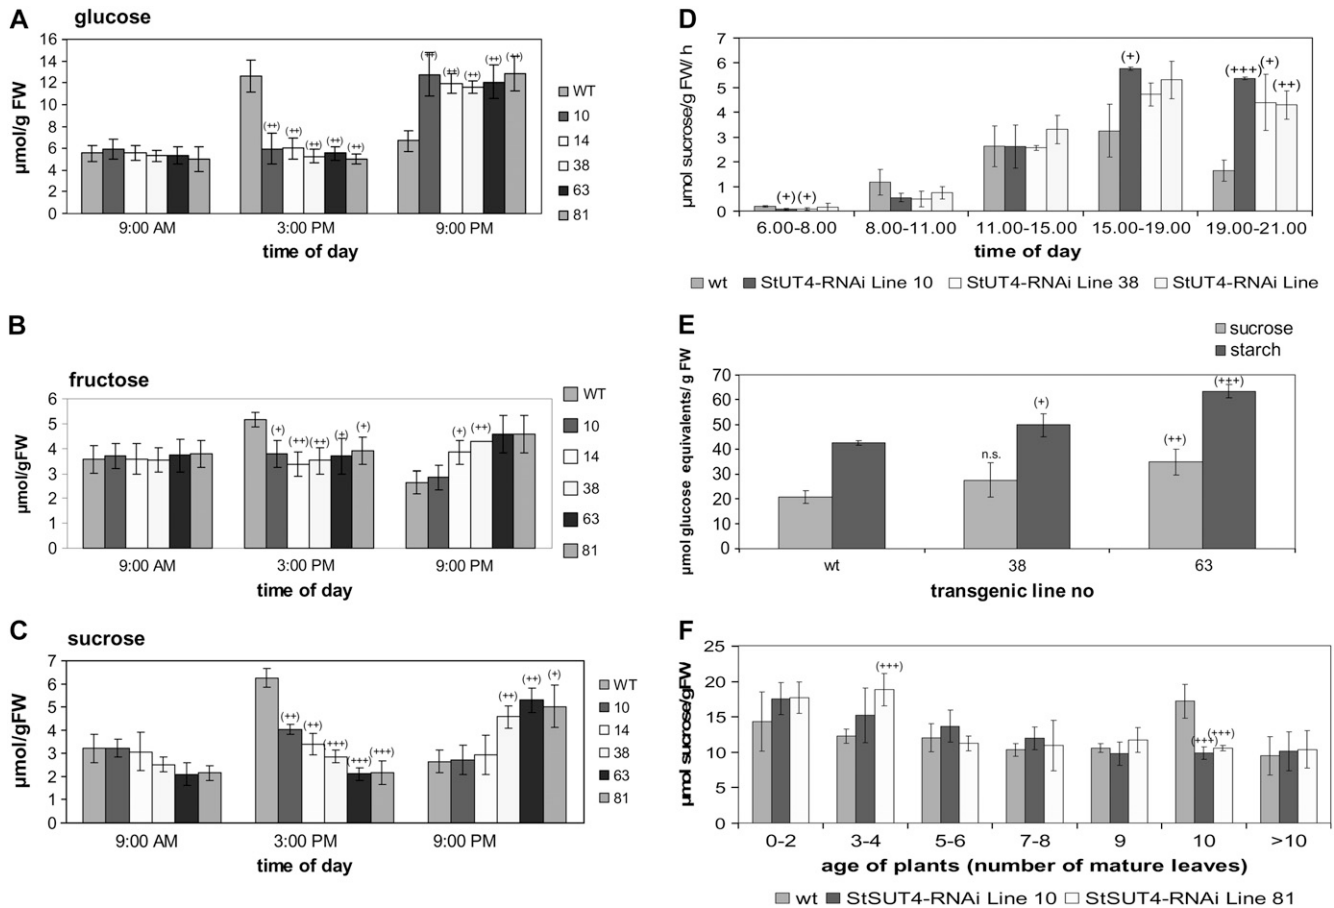 A
glucose
16
14
12
10
8
6
4
2
0
µmol/g FW
(++) (++) (++) (++) (++)
(++) (++) (++) (++) (++)
9:00 AM 3:00 PM 9:00 PM
time of day
WT
10
14
38
63
81
B
fructose
6
5
4
3
2
1
0
µmol/gFW
(+) (++) (++) (+) (+)
(+) (++)
9:00 AM 3:00 PM 9:00 PM
time of day
WT
10
14
38
63
81
C
sucrose
7
6
5
4
3
2
1
0
µmol/gFW
(++) (++) (+++) (+++) (+++)
(++) (++) (+)
9:00 AM 3:00 PM 9:00 PM
time of day
WT
10
14
38
63
81
D
7
6
5
4
3
2
1
0
µmol sucrose/g FW/ h
(+) (+)
(+)
(+++) (+) (++)
6.00-8.00 8.00-11.00 11.00-15.00 15.00-19.00 19.00-21.00
time of day
wt StUT4-RNAi Line 10 StUT4-RNAi Line 38 StUT4-RNAi Line
E
sucrose
starch
70
60
50
40
30
20
10
0
µmol glucose equivalents/ g FW
n.s. (+) (++) (+++)
wt 38 63
transgenic line no
F
25
20
15
10
5
0
µmol sucrose/gFW
(+++)
(+++) (+++)
0-2 3-4 5-6 7-8 9 10 >10
age of plants (number of mature leaves)
wt StSUT4-RNAi Line 10 StSUT4-RNAi Line 81